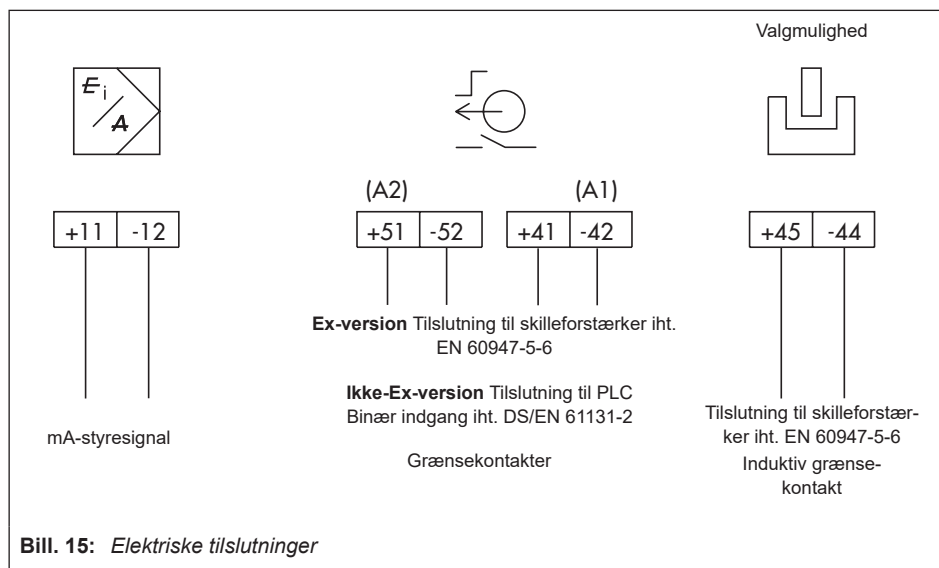 Valgmulighed
Ei
A
(A2) (A1)
+11 -12 +51 -52 +41 -42 +45 -44
mA-styresignal
Ex-version Tilslutning til skilleforstærker iht.
EN 60947-5-6
Ikke-Ex-version Tilslutning til PLC
Binær indgang iht. DS/EN 61131-2
Grænsekontakter
Tilslutning til skilleforstær-
ker iht. EN 60947-5-6
Induktiv grænse-
kontakt
Bill. 15: Elektriske tilslutninger